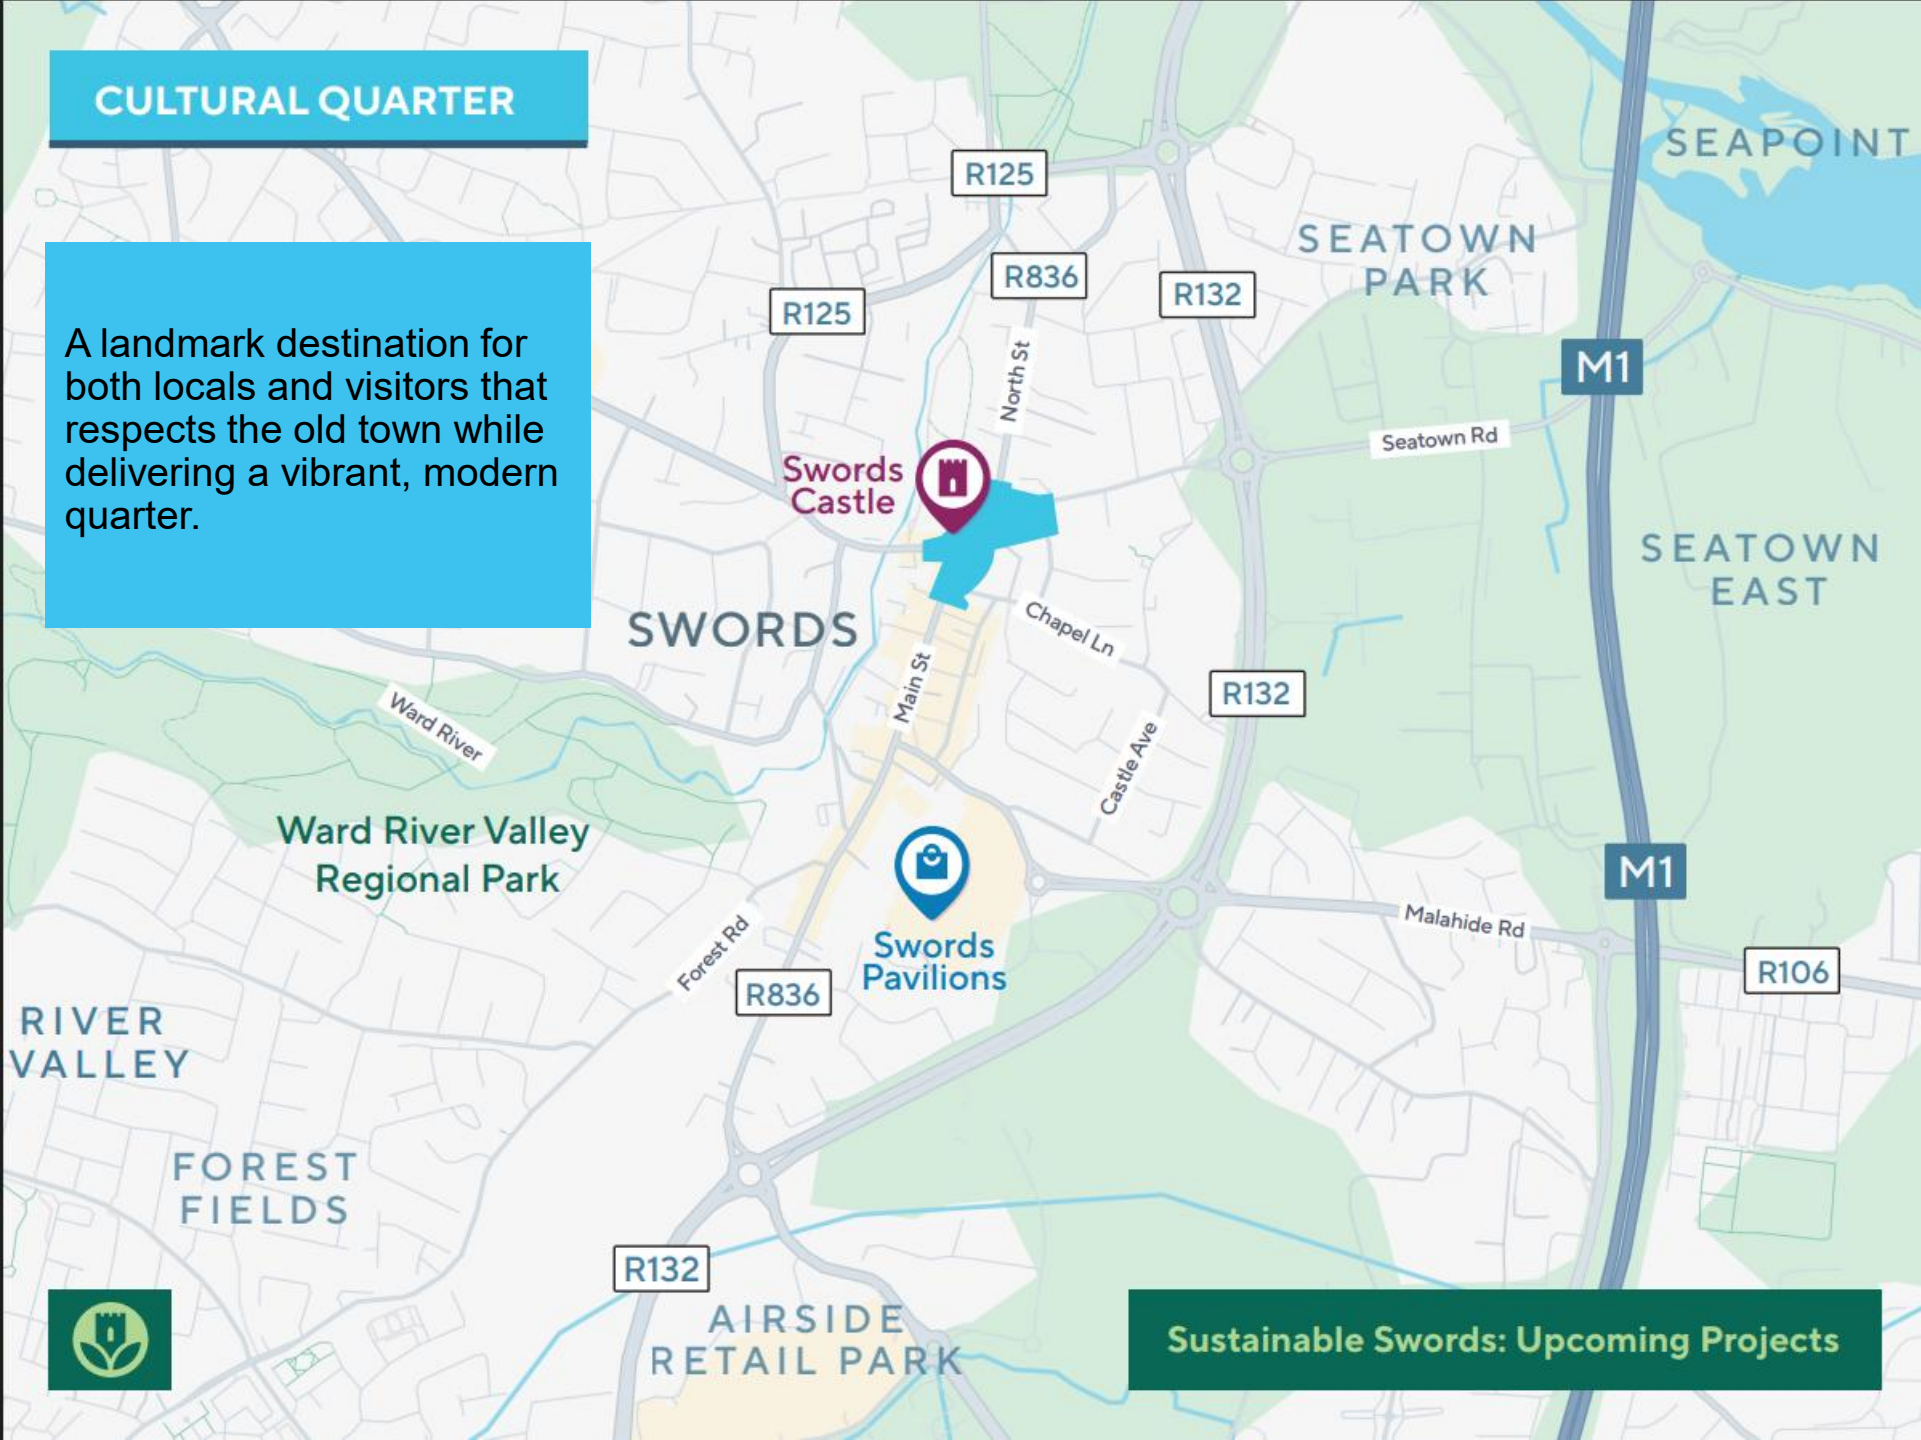 CULTURAL QUARTER
A landmark destination for
both locals and visitors that
respects the old town while
delivering a vibrant, modern
quarter.
R125
SEAPOINT
SEATOWN
PARK
R836
R132
R125
North St
M1
Seatown Rd
Swords
Castle
SEATOWN
EAST
SWORDS
Chapel Ln
Main St
R132
Ward River
Castle Ave
Ward River Valley
Regional Park
M1
Malahide Rd
Forest Rd
Swords
Pavilions
R836
R106
RIVER
VALLEY
FOREST
FIELDS
R132
AIRSIDE
RETAIL PARK
Sustainable Swords: Upcoming Projects